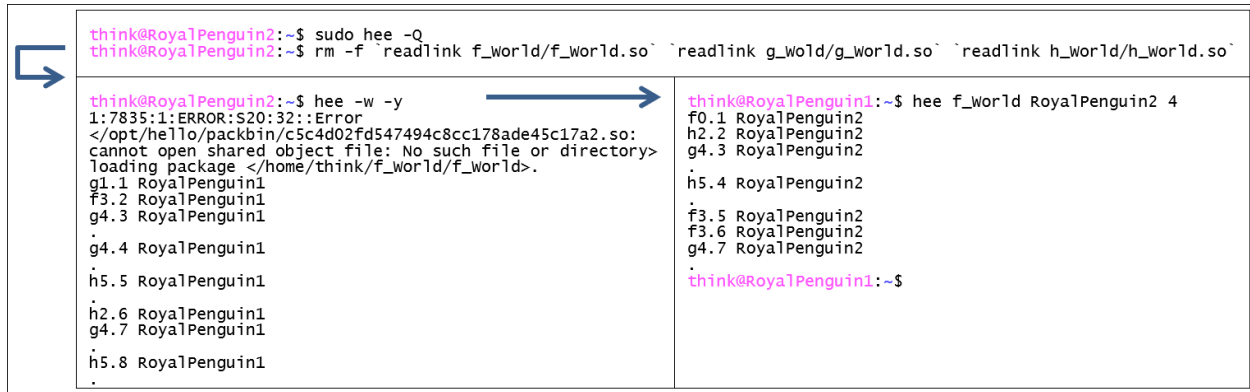 think@RoyalPenguin2:~$ sudo hee -Q
think@RoyalPenguin2:~$ rm -f `readlink f_World/f_World.so` `readlink g_Wold/g_World.so` `readlink h_World/h_World.so`
think@RoyalPenguin2:~$ hee -w -y
1:7835:1:ERROR:S20:32::Error
</opt/hello/packbin/c5c4d02fd547494c8cc178ade45c17a2.so:
cannot open shared object file: No such file or directory>
loading package </home/think/f_World/f_World>.
g1.1 RoyalPenguin1
f3.2 RoyalPenguin1
g4.3 RoyalPenguin1
.
g4.4 RoyalPenguin1
.
h5.5 RoyalPenguin1
.
h2.6 RoyalPenguin1
g4.7 RoyalPenguin1
.
h5.8 RoyalPenguin1
.
think@RoyalPenguin1:~$ hee f_World RoyalPenguin2 4
f0.1 RoyalPenguin2
h2.2 RoyalPenguin2
g4.3 RoyalPenguin2
.
h5.4 RoyalPenguin2
.
f3.5 RoyalPenguin2
f3.6 RoyalPenguin2
g4.7 RoyalPenguin2
.
think@RoyalPenguin1:~$